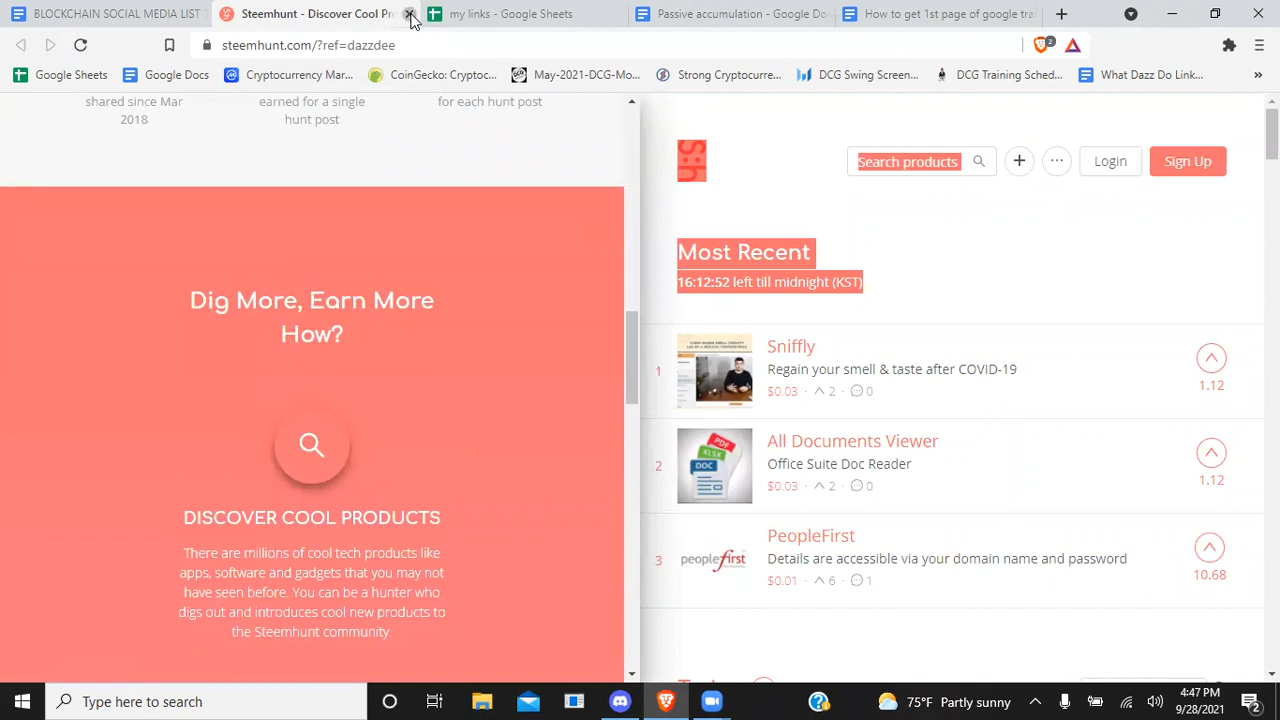 BLOCKCHAIN SOCIAL MEDIA LIST
Steemhunt - Discover Cool Pr
my links - Google Sheets
Passive accumulation - Google Do
How to get 1st page of google tra
steemhunt.com/?ref=dazzdee
2
Google Sheets
Google Docs
Cryptocurrency Mar...
CoinGecko: Cryptoc...
May-2021-DCG-Mo...
Strong Cryptocurre...
DCG Swing Screen...
DCG Training Sched...
What Dazz Do Link...
»
shared since Mar
2018
earned for a single
hunt post
for each hunt post
Dig More, Earn More
How?
DISCOVER COOL PRODUCTS
There are millions of cool tech products like
apps, software and gadgets that you may not
have seen before. You can be a hunter who
digs out and introduces cool new products to
the Steemhunt community.
S:h
Search products
Login
Sign Up
Most Recent
16:12:52 left till midnight (KST)
1
Sniffly
Regain your smell & taste after COVID-19
$0.03 · 2 · 0
1.12
2
All Documents Viewer
Office Suite Doc Reader
$0.03 · 2 · 0
1.12
PDF
XLSX
DOC
3
peoplefirst
PeopleFirst
Details are accessible via your domain name and password
$0.01 · 6 · 1
10.68
Type here to search
75°F Partly sunny
4:47 PM
9/28/2021
2